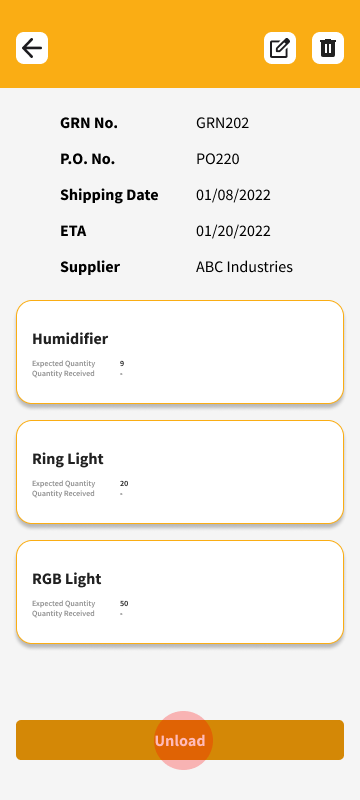 GRN No. GRN202
P.O. No. PO220
Shipping Date 01/08/2022
ETA 01/20/2022
Supplier ABC Industries
Humidifier
Expected Quantity 9
Quantity Received -
Ring Light
Expected Quantity 20
Quantity Received -
RGB Light
Expected Quantity 50
Quantity Received -
Unload